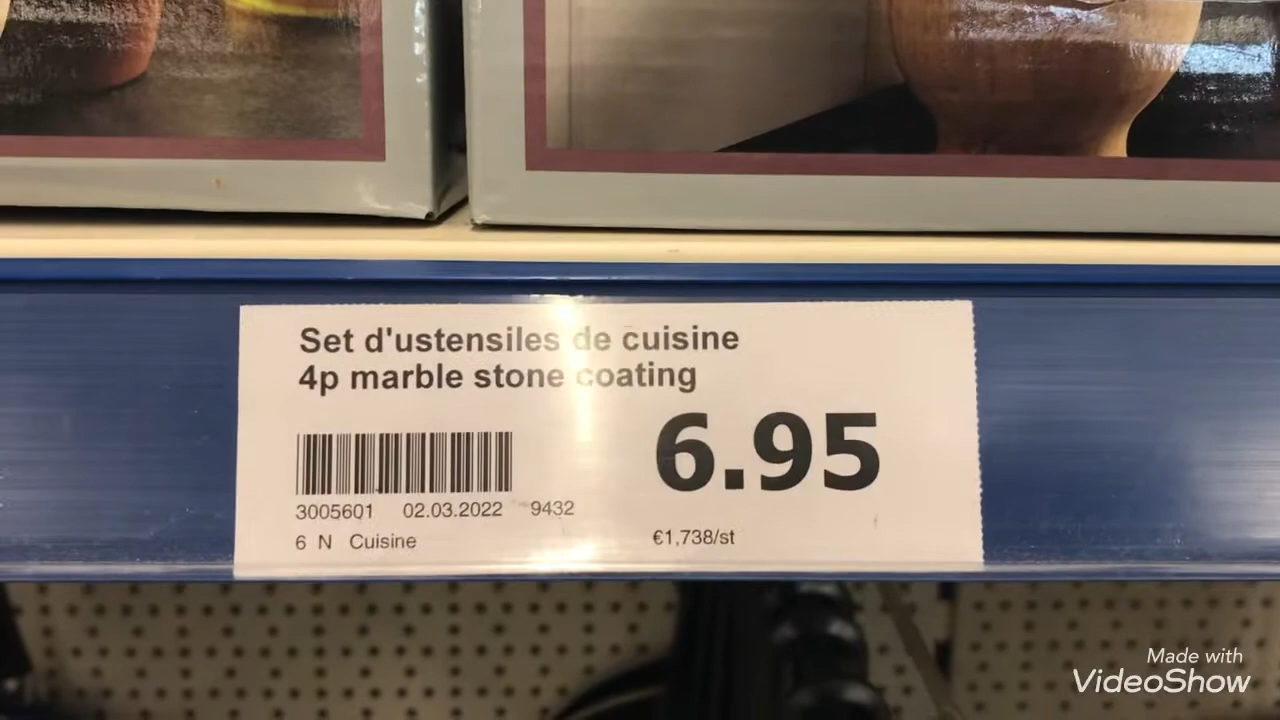 Set d'ustensiles de cuisine
4p marble stone coating
6.95
3005601 02.03.2022 9432
6 N Cuisine
€1,738/st
Made with
VideoShow